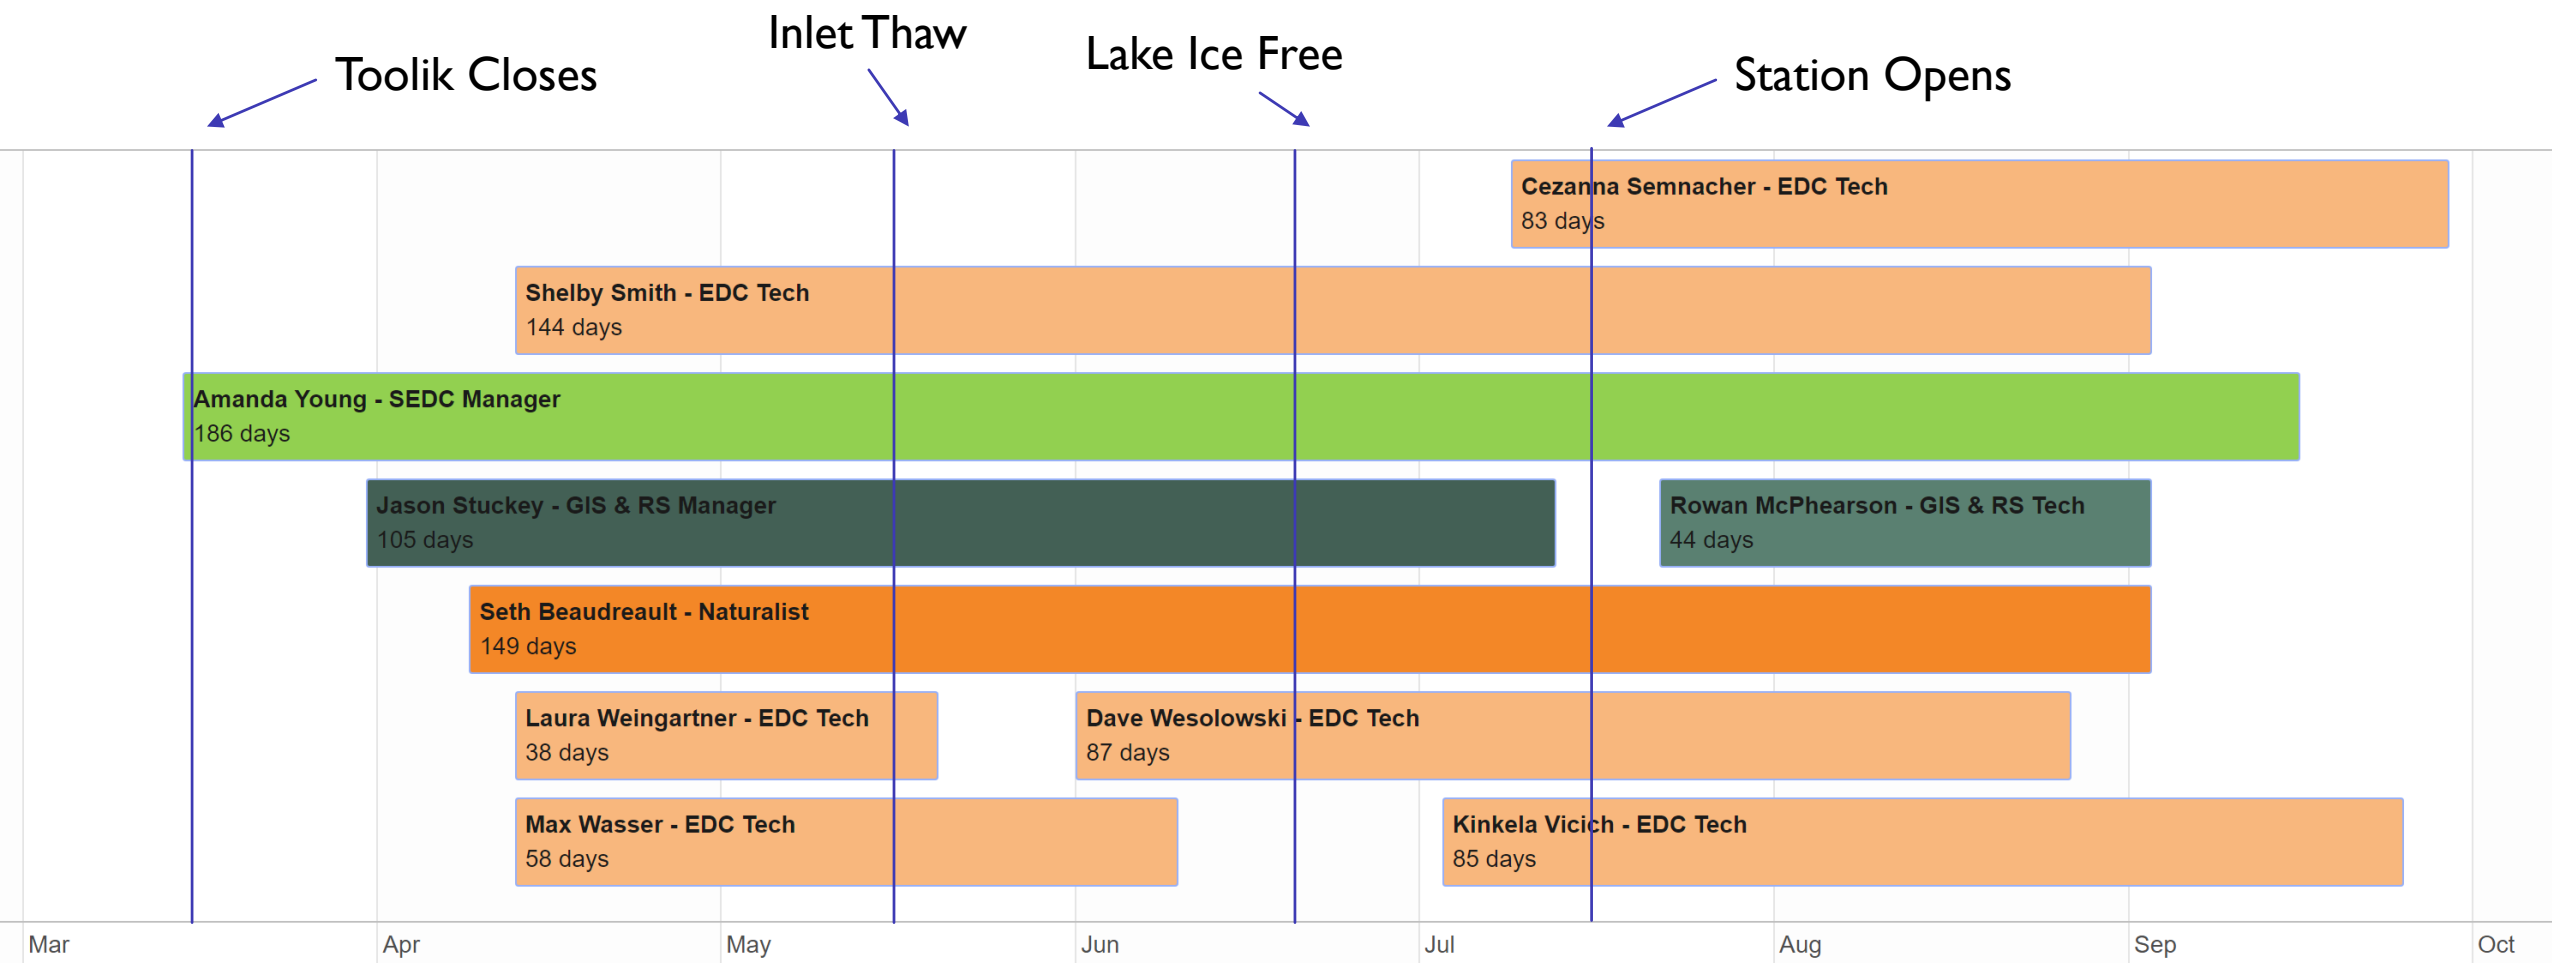 Toolik Closes
Inlet Thaw
Lake Ice Free
Station Opens
Cezanna Semnacher - EDC Tech
83 days
Shelby Smith - EDC Tech
144 days
Amanda Young - SEDC Manager
186 days
Jason Stuckey - GIS & RS Manager
105 days
Rowan McPhearson - GIS & RS Tech
44 days
Seth Beaudreault - Naturalist
149 days
Laura Weingartner - EDC Tech
38 days
Dave Wesolowski - EDC Tech
87 days
Max Wasser - EDC Tech
58 days
Kinkela Vicich - EDC Tech
85 days
Mar Apr May Jun Jul Aug Sep Oct